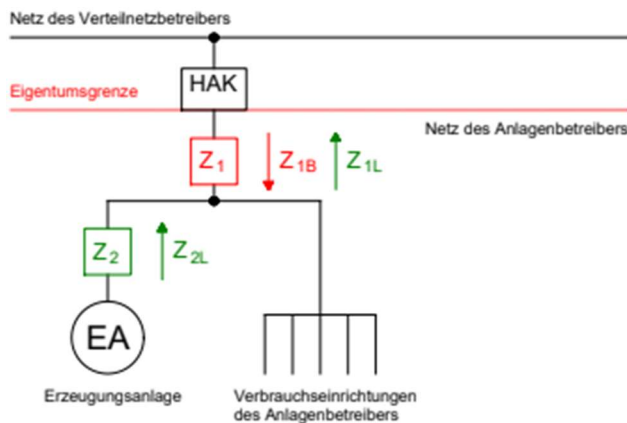 Netz des Verteilnetzbetreibers
HAK
Eigentumsgrenze
Netz des Anlagenbetreibers
Z1
Z1B
Z1L
Z2
Z2L
EA
Erzeugungsanlage
Verbrauchseinrichtungen
des Anlagenbetreibers